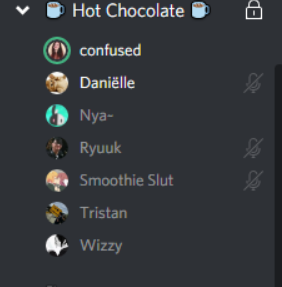 Hot Chocolate
confused
Daniëlle
Nya~
Ryuuk
Smoothie Slut
Tristan
Wizzy